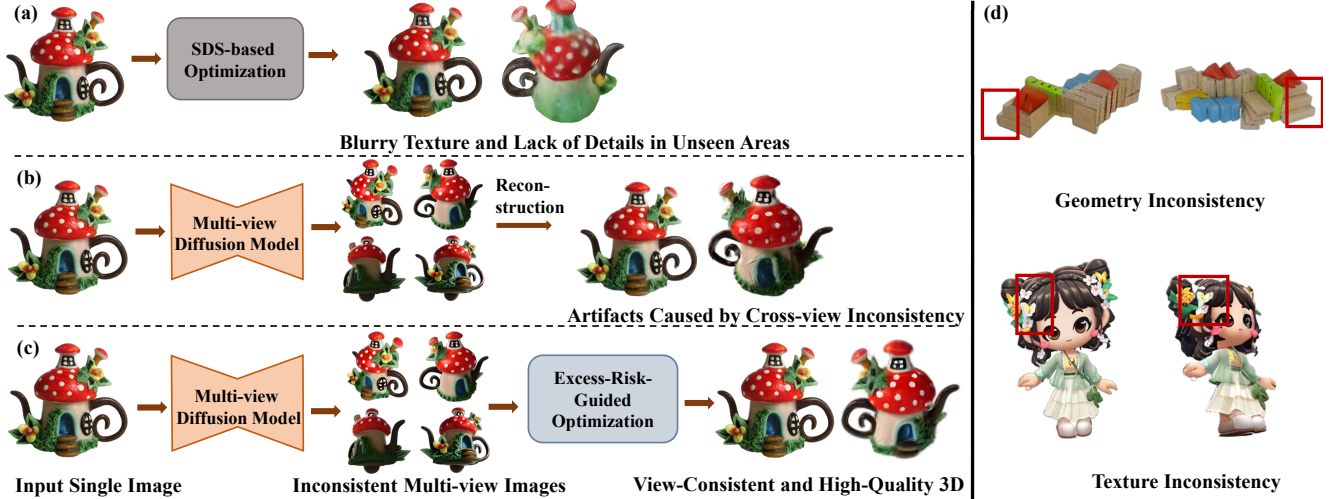 (a)
SDS-based
Optimization
Blurry Texture and Lack of Details in Unseen Areas
(b)
Multi-view
Diffusion Model
Recon-
struction
Artifacts Caused by Cross-view Inconsistency
(c)
Multi-view
Diffusion Model
Excess-Risk-
Guided
Optimization
Input Single Image
Inconsistent Multi-view Images
View-Consistent and High-Quality 3D
(d)
Geometry Inconsistency
Texture Inconsistency